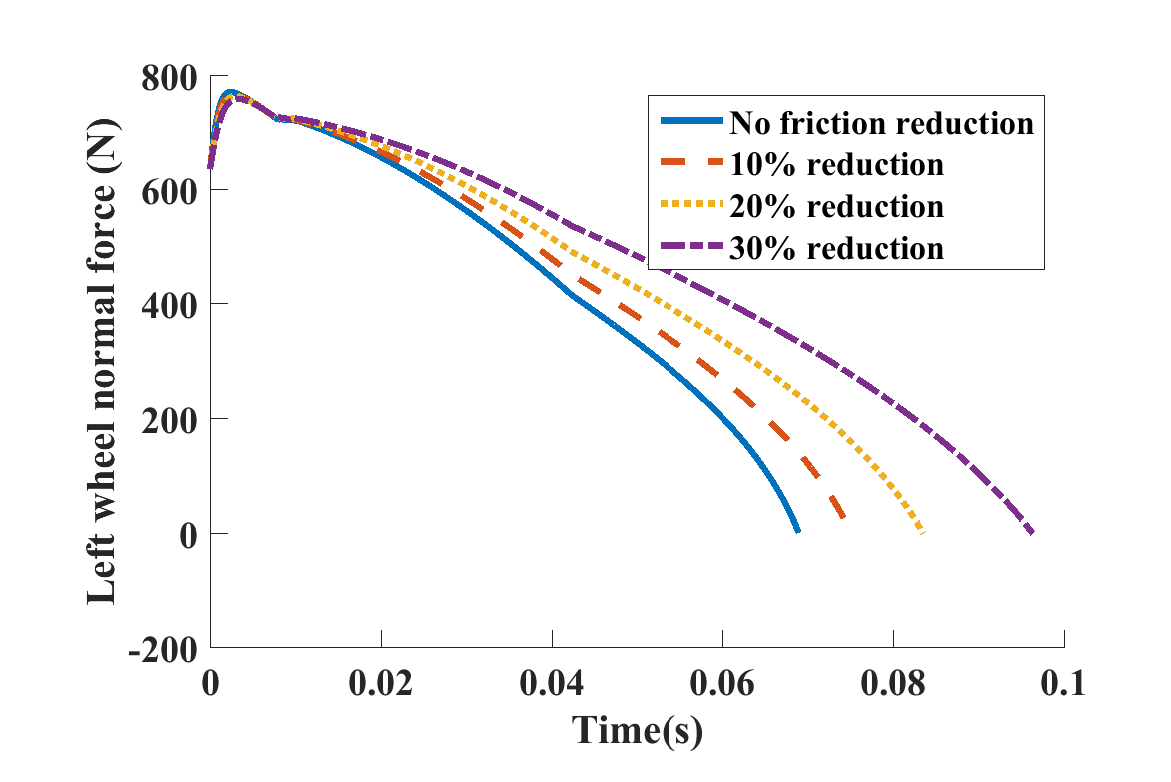 800
600
400
200
0
-200
Left wheel normal force (N)
No friction reduction
10% reduction
20% reduction
30% reduction
0 0.02 0.04 0.06 0.08 0.1
Time(s)